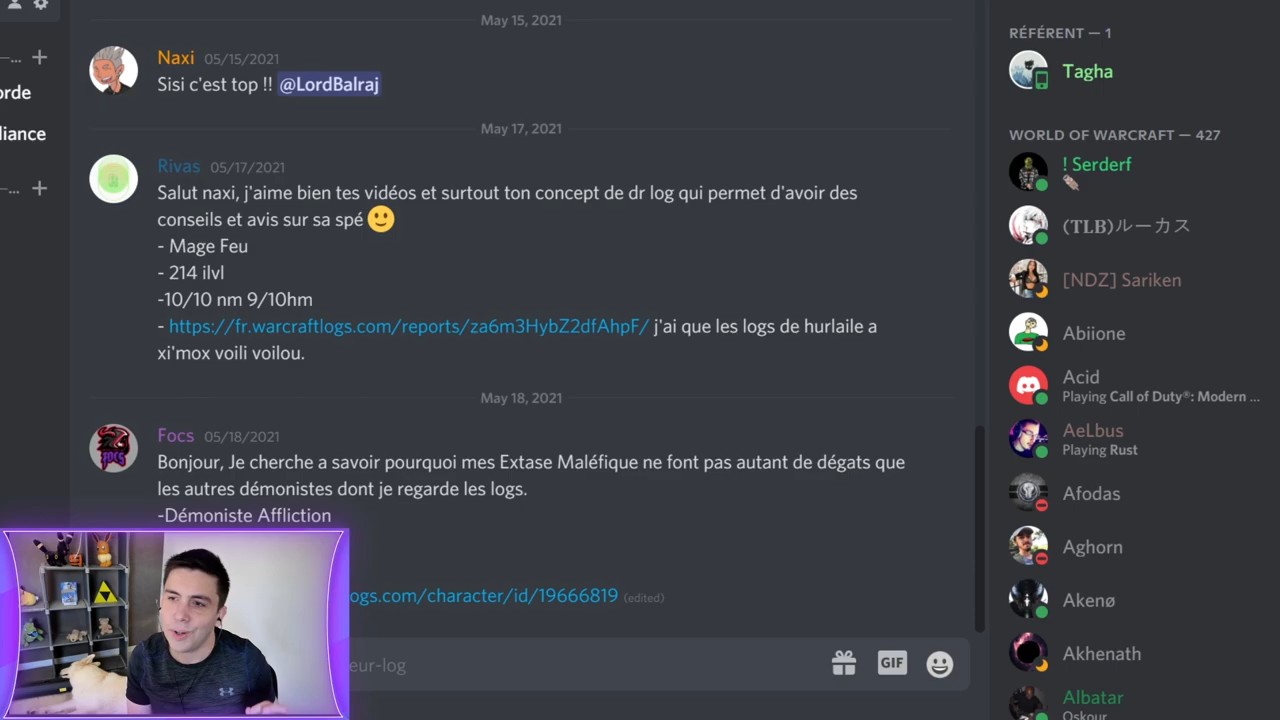 May 15, 2021
Naxi 05/15/2021
Sisi c'est top !! @LordBalraj
May 17, 2021
Rivas 05/17/2021
Salut naxi, j'aime bien tes vidéos et surtout ton concept de dr log qui permet d'avoir des
conseils et avis sur sa spé
- Mage Feu
- 214 ilvl
-10/10 nm 9/10hm
- https://fr.warcraftlogs.com/reports/za6m3HybZ2dfAhpF/ j'ai que les logs de hurlaile a
xi'mox voili voilou.
May 18, 2021
Focs 05/18/2021
Bonjour, Je cherche a savoir pourquoi mes Extase Maléfique ne font pas autant de dégats que
les autres démonistes dont je regarde les logs.
-Démoniste Affliction
ogs.com/character/id/19666819 (edited)
eur-log
GIF
...
orde
liance
...
RÉFÉRENT — 1
Tagha
WORLD OF WARCRAFT — 427
! Serderf
(TLB)ルーカス
[NDZ] Sariken
Abiione
Acid
Playing Call of Duty®: Modern ...
AeLbus
Playing Rust
Afodas
Aghorn
Akenø
Akhenath
Albatar
Oskour
FOCS